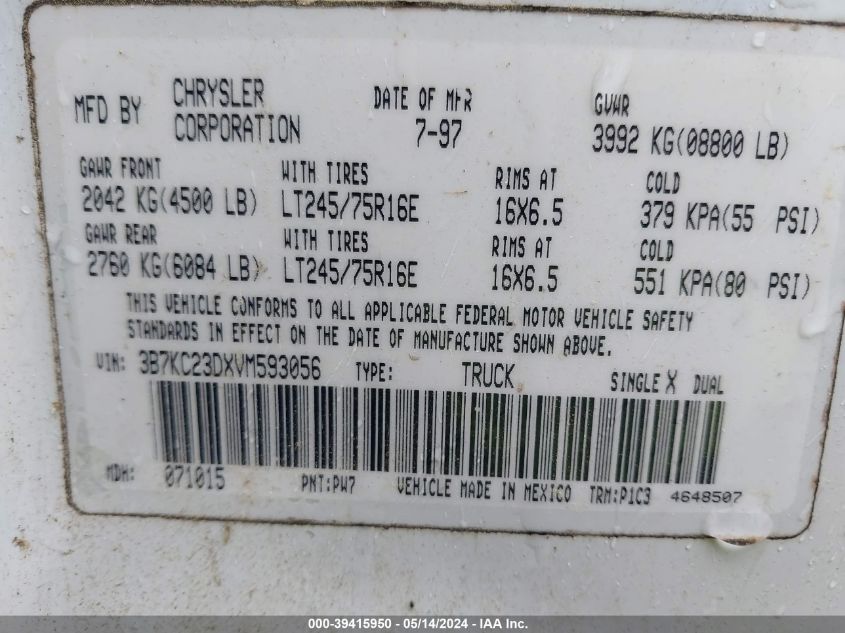 MFD BY CHRYSLER CORPORATION DATE OF MFR 7-97 GVWR 3992 KG(08800 LB)
GAWR FRONT WITH TIRES RIMS AT COLD
2042 KG(4500 LB) LT245/75R16E 16X6.5 379 KPA(55 PSI)
GAWR REAR WITH TIRES RIMS AT COLD
2760 KG(6084 LB) LT245/75R16E 16X6.5 551 KPA(80 PSI)
THIS VEHICLE CONFORMS TO ALL APPLICABLE FEDERAL MOTOR VEHICLE SAFETY
STANDARDS IN EFFECT ON THE DATE OF MANUFACTURE SHOWN ABOVE.
VIN: 3B7KC23DXVM593056 TYPE: TRUCK SINGLE X DUAL
MDH: 071015 PNT:PW7 VEHICLE MADE IN MEXICO TRM:P1C3 4648507
000-39415950 - 05/14/2024 - IAA Inc.